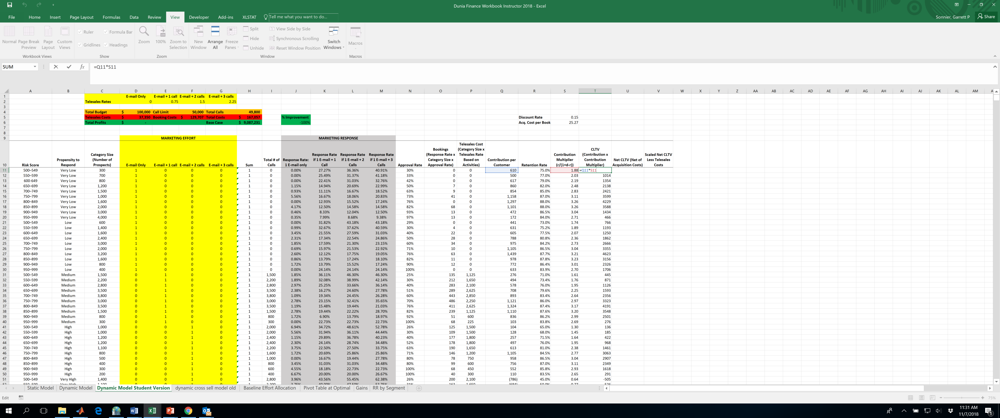 Dunia Finance Workbook Instructor 2018 - Excel
File Home Insert Page Layout Formulas Data Review View Developer Add-ins XLSTAT Tell me what you want to do... Sonnier, Garrett P Share
Ruler Formula Bar Split View Side by Side
Hide Synchronous Scrolling
Normal Page Break Page Custom Zoom 100% Zoom to New Arrange Freeze Switch Macros
Preview Layout Views Gridlines Headings Selection Window All Panes Unhide Reset Window Position Windows
Workbook Views Show Zoom Window Macros
SUM fx =Q11*S11
A B C D E F G H I J K L M N O P Q R S T U V W X Y Z AA AB AC AD AE AF AG AH AI AJ AK AL AM A
1 E-mail Only E-mail + 1 call E-mail + 2 calls E-mail + 3 calls
2 Telesales Rates 0 0.75 1.5 2.25
3
4 Total Budget $ 100,000 Call Limit 50,000 Total Calls 49,800
5 Telesales Costs $ 37,350 Booking Costs $ 129,707 Total Costs $ 167,057 % Improvement Discount Rate 0.15
6 Total Profits $ - Base Case $ 9,087,231 -100% Acq. Cost per Book 25.27
7
8
9 MARKETING EFFORT MARKETING RESPONSE
10 Risk Score Propensity to Respond Category Size (Number of Prospects) E-mail Only E-mail + 1 call E-mail + 2 calls E-mail + 3 calls Sum Total # of Calls Response Rate: 1 E-mail only Response Rate if 1 E-mail + 1 Call Response Rate if 1 E-mail + 2 Calls Response Rate if 1 E-mail + 3 Calls Approval Rate Bookings (Response Rate x Category Size x Approval Rate) Telesales Cost (Category Size x Telesales Rate Based on Activities) Contribution per Customer Retention Rate Contribution Multiplier (r/(1+d-r)) CLTV (Contribution x Contribution Multiplier) Net CLTV (Net of Acquisition Costs) Scaled Net CLTV Less Telesales Costs
11 500–549 Very Low 300 1 0 0 0 1 0 0.00% 27.27% 36.36% 40.91% 30% 0 0 610 75.0% 1.88 =Q11*S11
12 550–599 Very Low 700 1 0 0 0 1 0 0.00% 25.49% 31.37% 41.18% 33% 0 0 500 77.0% 2.03 1014
13 600-649 Very Low 800 1 0 0 0 1 0 0.00% 22.41% 31.03% 32.76% 42% 0 0 617 79.0% 2.19 1354
14 650–699 Very Low 1,200 1 0 0 0 1 0 1.15% 14.94% 20.69% 22.99% 50% 7 0 860 82.0% 2.48 2138
15 700–749 Very Low 1,500 1 0 0 0 1 0 0.93% 11.11% 16.67% 18.52% 63% 9 0 854 85.0% 2.83 2421
16 750–799 Very Low 1,000 1 0 0 0 1 0 5.56% 16.67% 18.06% 20.83% 73% 41 0 1,158 87.0% 3.11 3599
17 800–849 Very Low 1,600 1 0 0 0 1 0 0.00% 12.93% 15.52% 17.24% 76% 0 0 1,297 88.0% 3.26 4229
18 850–899 Very Low 2,000 1 0 0 0 1 0 4.17% 12.50% 14.58% 14.58% 82% 68 0 1,101 88.0% 3.26 3588
19 900–949 Very Low 3,000 1 0 0 0 1 0 0.46% 8.33% 12.04% 12.50% 93% 13 0 472 86.5% 3.04 1434
20 950–999 Very Low 4,000 1 0 0 0 1 0 0.35% 7.99% 8.68% 9.38% 97% 13 0 172 84.0% 2.71 466
21 500–549 Low 600 1 0 0 0 1 0 0.00% 31.82% 43.18% 43.18% 29% 0 0 441 73.0% 1.74 766
22 550–599 Low 1,400 1 0 0 0 1 0 0.99% 32.67% 37.62% 40.59% 30% 4 0 631 75.2% 1.89 1193
23 600–649 Low 1,600 1 0 0 0 1 0 3.45% 21.55% 27.59% 31.03% 40% 22 0 605 77.5% 2.07 1250
24 650–699 Low 2,400 1 0 0 0 1 0 2.31% 17.34% 22.54% 24.86% 50% 28 0 788 80.8% 2.36 1862
25 700–749 Low 3,000 1 0 0 0 1 0 1.85% 17.59% 21.30% 23.15% 60% 34 0 975 84.2% 2.73 2666
26 750–799 Low 2,000 1 0 0 0 1 0 0.69% 15.97% 21.53% 22.92% 71% 10 0 1,105 86.5% 3.04 3355
27 800–849 Low 3,200 1 0 0 0 1 0 2.60% 12.12% 17.75% 19.05% 76% 63 0 1,439 87.7% 3.21 4623
28 850–899 Low 1,600 1 0 0 0 1 0 0.86% 13.79% 17.24% 18.10% 82% 11 0 978 87.8% 3.23 3156
29 900–949 Low 800 1 0 0 0 1 0 1.72% 13.79% 15.52% 17.24% 90% 12 0 772 86.4% 3.01 2326
30 950–999 Low 400 1 0 0 0 1 0 0.00% 24.14% 24.14% 24.14% 100% 0 0 633 83.9% 2.70 1706
31 500–549 Medium 1,500 0 1 0 0 1 1,500 1.85% 36.11% 46.30% 46.30% 25% 135 1,125 276 71.0% 1.61 445
32 550–599 Medium 2,200 0 1 0 0 1 2,200 1.89% 32.08% 38.99% 42.14% 30% 212 1,650 494 73.4% 1.76 871
33 600–649 Medium 2,800 0 1 0 0 1 2,800 2.97% 25.25% 33.66% 36.14% 40% 283 2,100 578 76.0% 1.95 1126
34 650–699 Medium 3,500 0 1 0 0 1 3,500 2.38% 16.27% 24.60% 27.78% 51% 289 2,625 708 79.6% 2.25 1593
35 700–749 Medium 3,800 0 1 0 0 1 3,800 1.09% 19.34% 24.45% 26.28% 60% 443 2,850 893 83.4% 2.64 2356
36 750–799 Medium 3,000 0 1 0 0 1 3,000 2.78% 23.15% 32.41% 35.65% 70% 486 2,250 1,121 86.0% 2.97 3323
37 800–849 Medium 3,500 0 1 0 0 1 3,500 1.19% 15.48% 19.44% 21.03% 76% 411 2,625 1,324 87.4% 3.17 4191
38 850–899 Medium 1,500 0 1 0 0 1 1,500 2.78% 19.44% 22.22% 28.70% 82% 239 1,125 1,110 87.6% 3.20 3548
39 900–949 Medium 800 0 1 0 0 1 800 1.72% 6.90% 13.79% 18.97% 92% 51 600 836 86.2% 2.99 2501
40 950–999 Medium 300 0 1 0 0 1 300 0.00% 22.73% 22.73% 22.73% 100% 68 225 103 83.8% 2.69 276
41 500–549 High 1,000 0 0 1 0 1 2,000 6.94% 34.72% 48.61% 52.78% 26% 125 1,500 104 65.0% 1.30 136
42 550–599 High 1,000 0 0 1 0 1 2,000 5.56% 31.94% 36.11% 44.44% 30% 109 1,500 128 68.0% 1.45 185
43 600–649 High 1,200 0 0 1 0 1 2,400 1.15% 29.89% 36.78% 40.23% 40% 177 1,800 257 71.5% 1.64 422
44 650–699 High 1,200 0 0 1 0 1 2,400 2.30% 24.14% 28.74% 34.48% 52% 178 1,800 497 76.0% 1.95 968
45 700–749 High 1,100 0 0 1 0 1 2,200 3.75% 22.50% 27.50% 33.75% 63% 190 1,650 613 81.0% 2.38 1461
46 750–799 High 800 0 0 1 0 1 1,600 1.72% 20.69% 25.86% 25.86% 71% 146 1,200 1,105 84.5% 2.77 3063
47 800–849 High 500 0 0 1 0 1 1,000 0.00% 16.67% 19.44% 27.78% 80% 78 750 958 86.5% 3.04 2907
48 850–899 High 400 0 0 1 0 1 800 3.45% 31.03% 31.03% 34.48% 80% 99 600 756 87.0% 3.11 2349
49 900–949 High 300 0 0 1 0 1 600 4.55% 18.18% 22.73% 22.73% 100% 68 450 552 85.8% 2.93 1618
50 950–999 High 200 0 0 1 0 1 400 6.67% 20.00% 20.00% 26.67% 100% 40 300 110 83.5% 2.65 291
51 500–549 Very High 1,400 0 0 1 0 1 2,800 3.96% 43.56% 55.45% 62.38% 26% 200 2,100 (786) 45.0% 0.64 -505
Static Model Dynamic Model Dynamic Model Student Version dynamic cross sell model old Baseline Effort Allocation Pivot Table at Optimal Gains RR by Segment
Edit 75%
11:31 AM
11/7/2018